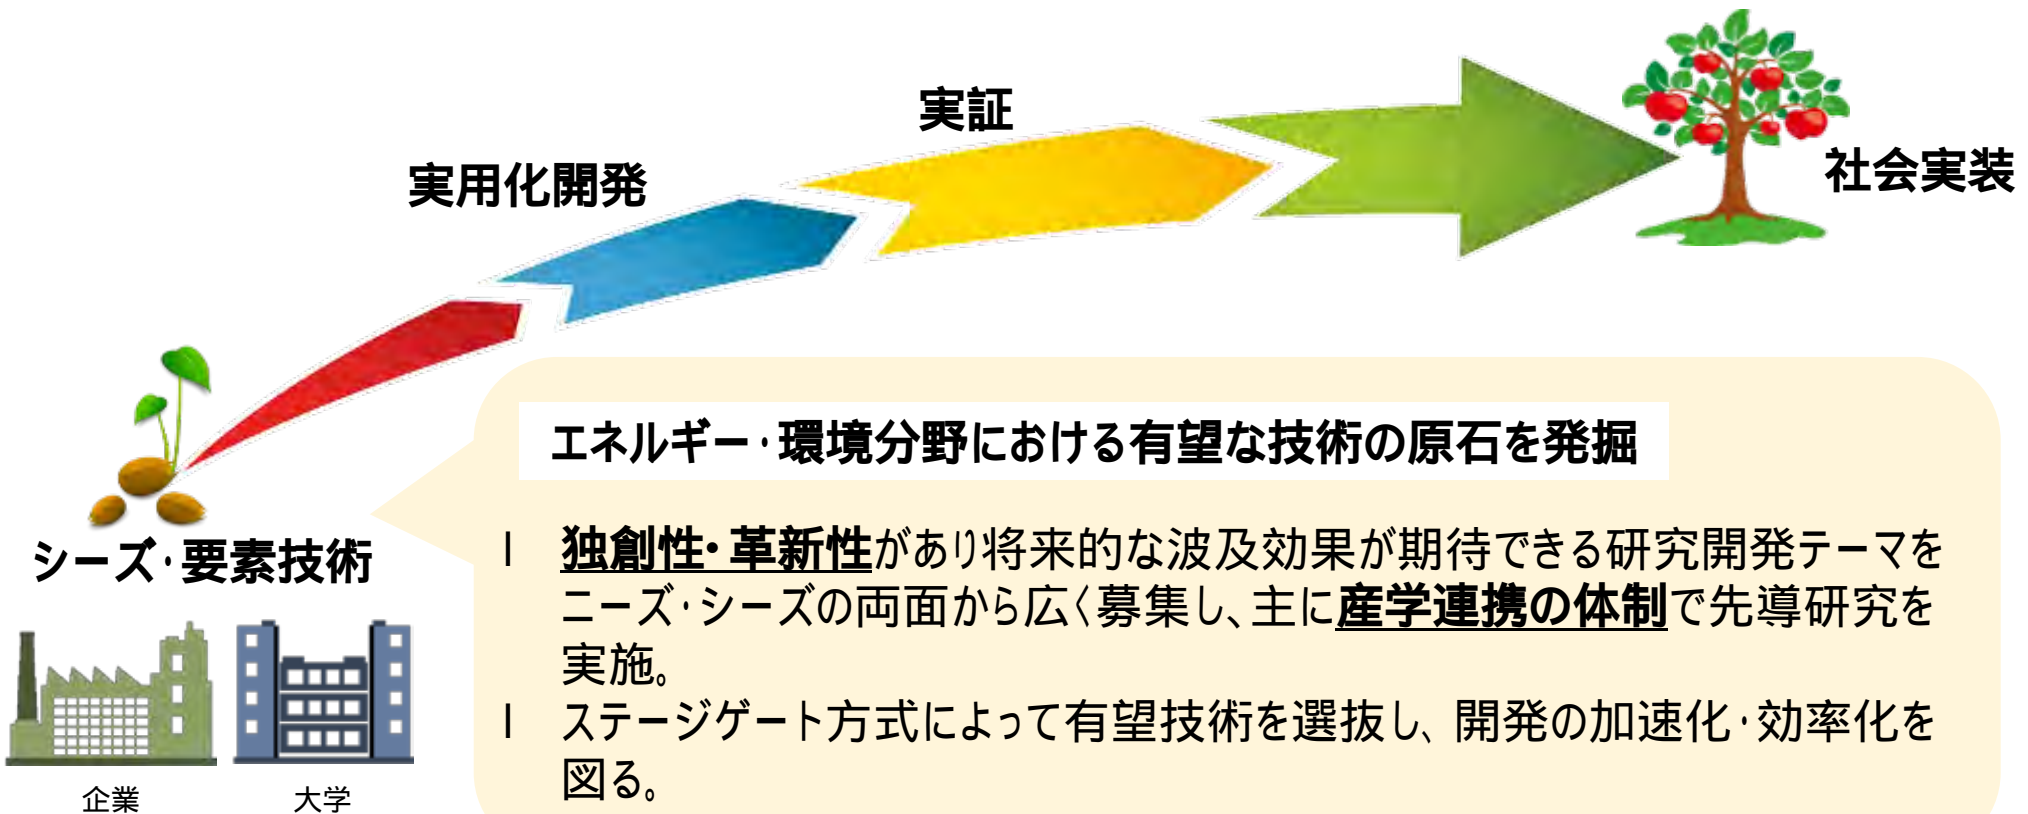 実証
社会実装
実用化開発
エネルギー・環境分野における有望な技術の原石を発掘
シーズ・要素技術
l 独創性・革新性があり将来的な波及効果が期待できる研究開発テーマを
ニーズ・シーズの両面から広く募集し、主に産学連携の体制で先導研究を
実施。
l ステージゲート方式によって有望技術を選抜し、開発の加速化・効率化を
図る。
企業
大学